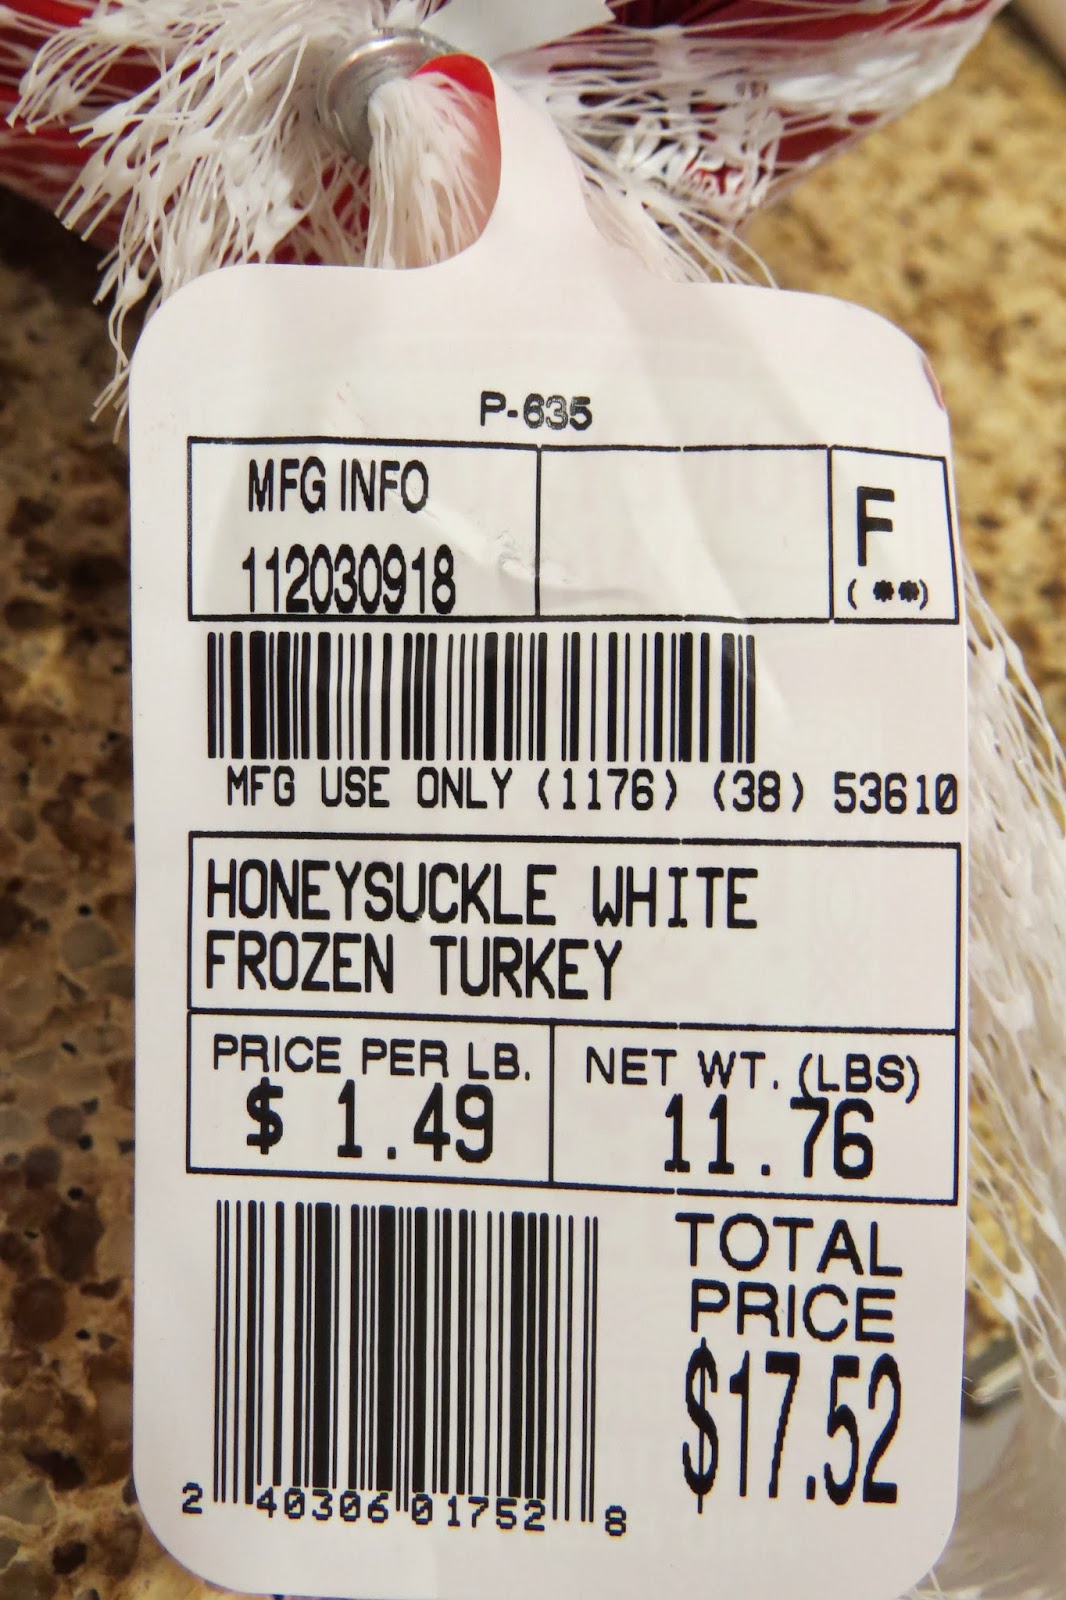 P-635
MFG INFO
112030918
F
(**)
MFG USE ONLY (1176) (38) 53610
HONEYSUCKLE WHITE
FROZEN TURKEY
PRICE PER LB.
$ 1.49
NET WT. (LBS)
11.76
TOTAL
PRICE
$17.52
2 40306 01752 8